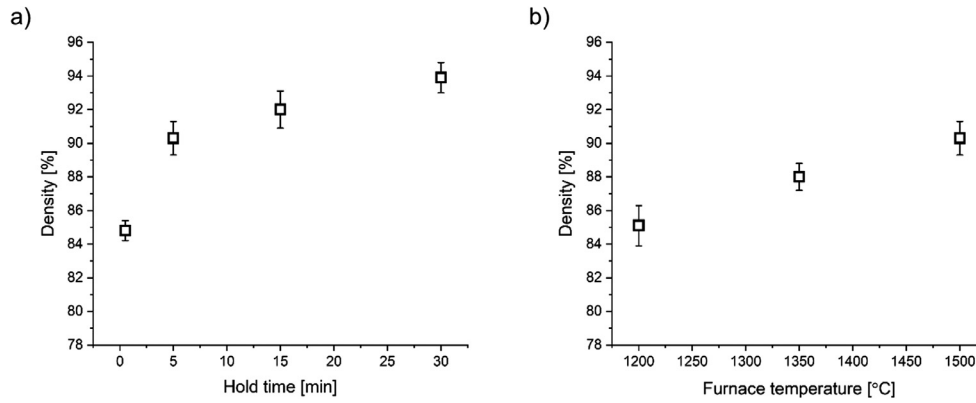 a)
96
94
92
90
88
86
84
82
80
78
Density [%]
0 5 10 15 20 25 30
Hold time [min]
b)
96
94
92
90
88
86
84
82
80
78
Density [%]
1200 1250 1300 1350 1400 1450 1500
Furnace temperature [°C]